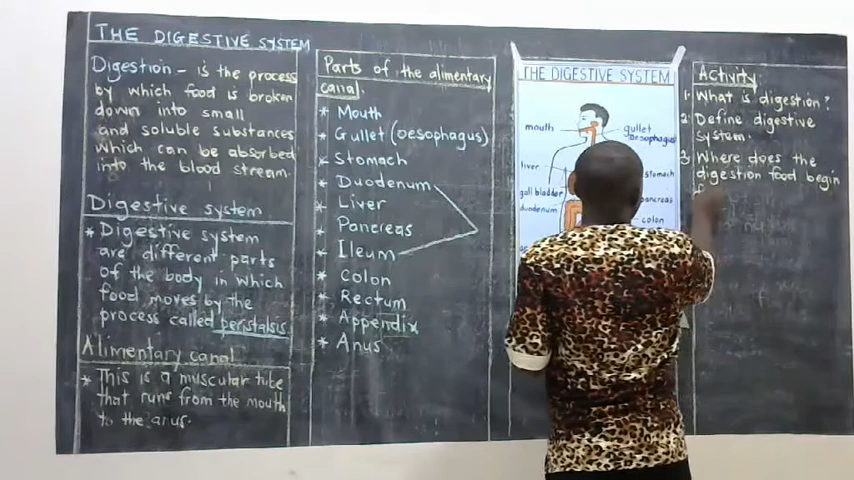 THE DIGESTIVE SYSTEM
Digestion - is the process
by which food is broken
down into small
and soluble substances
which can be absorbed
into the blood stream.
Digestive system
* Digestive system
are different parts
of the body in which
food moves by the
process called peristalsis
Alimentary canal
* This is a muscular tube
that runs from the mouth
to the anus.
Parts of the alimentary
canal.
* Mouth
* Gullet (oesophagus)
* Stomach
* Duodenum
* Liver
* Pancreas
* Ileum
* Colon
* Rectum
* Appendix
* Anus
THE DIGESTIVE SYSTEM
mouth
gullet
Oesophagus
liver
stomach
gall bladder
pancreas
duodenum
colon
Activity
1. What is digestion?
2. Define digestive
system.
3. Where does the
digestion food begin